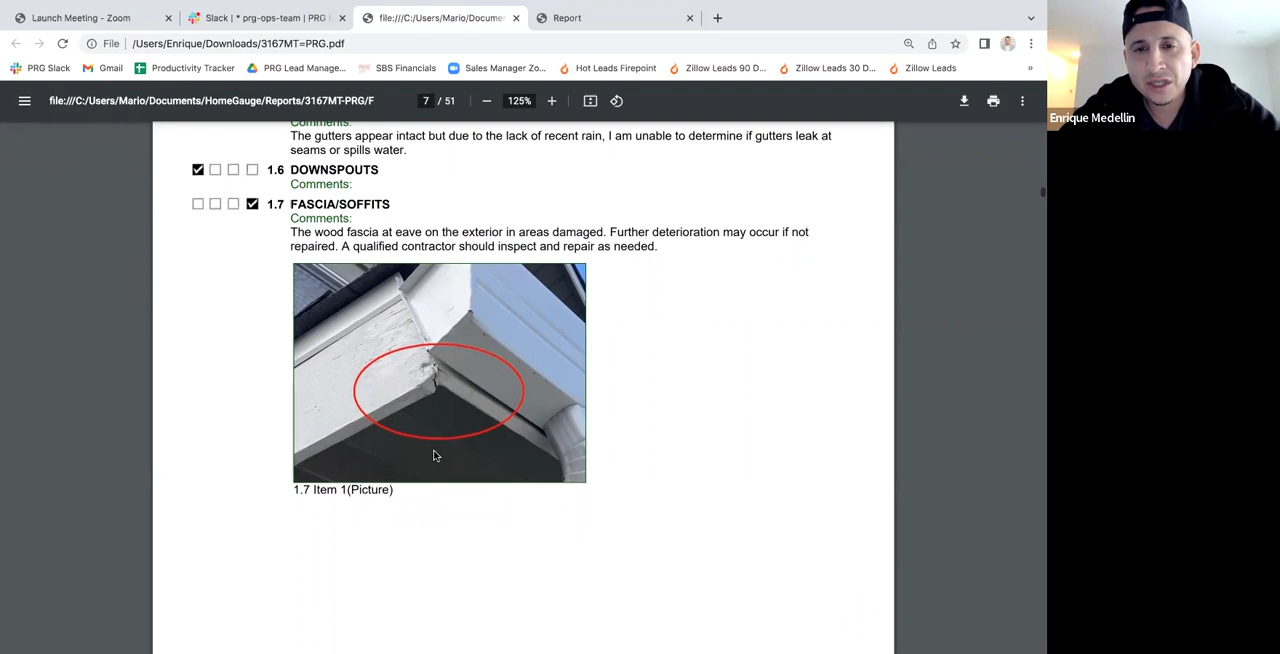 Launch Meeting - Zoom
Slack | * prg-ops-team | PRG
file:///C:/Users/Mario/Documen
Report
File
/Users/Enrique/Downloads/3167MT=PRG.pdf
PRG Slack
Gmail
Productivity Tracker
PRG Lead Manage...
SBS Financials
Sales Manager Zo...
Hot Leads Firepoint
Zillow Leads 90 D...
Zillow Leads 30 D...
Zillow Leads
»
file:///C:/Users/Mario/Documents/HomeGauge/Reports/3167MT-PRG/F
7 / 51
125%
Enrique Medellin
Comments:
The gutters appear intact but due to the lack of recent rain, I am unable to determine if gutters leak at
seams or spills water.
1.6 DOWNSPOUTS
Comments:
1.7 FASCIA/SOFFITS
Comments:
The wood fascia at eave on the exterior in areas damaged. Further deterioration may occur if not
repaired. A qualified contractor should inspect and repair as needed.
1.7 Item 1(Picture)